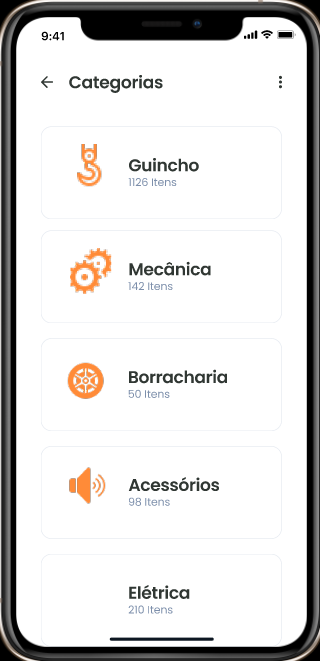 9:41
Categorias
Guincho
1126 Itens
Mecânica
142 Itens
Borracharia
50 Itens
Acessórios
98 Itens
Elétrica
210 Itens